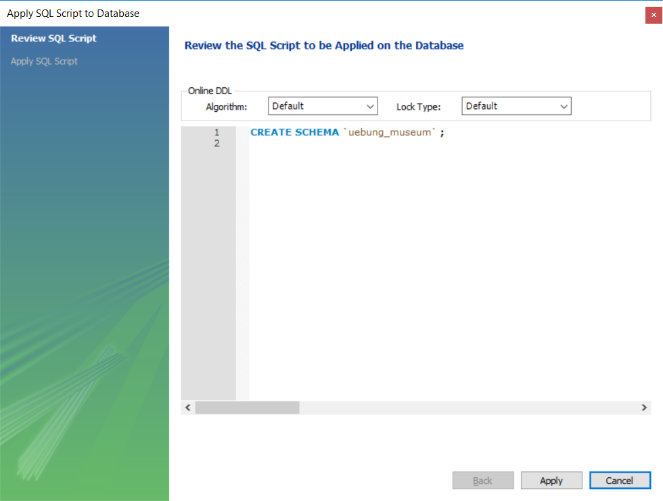 Apply SQL Script to Database
Review SQL Script
Apply SQL Script
Review the SQL Script to be Applied on the Database
Online DDL
Algorithm: Default Lock Type: Default
1 CREATE SCHEMA `uebung_museum` ;
2
Back Apply Cancel